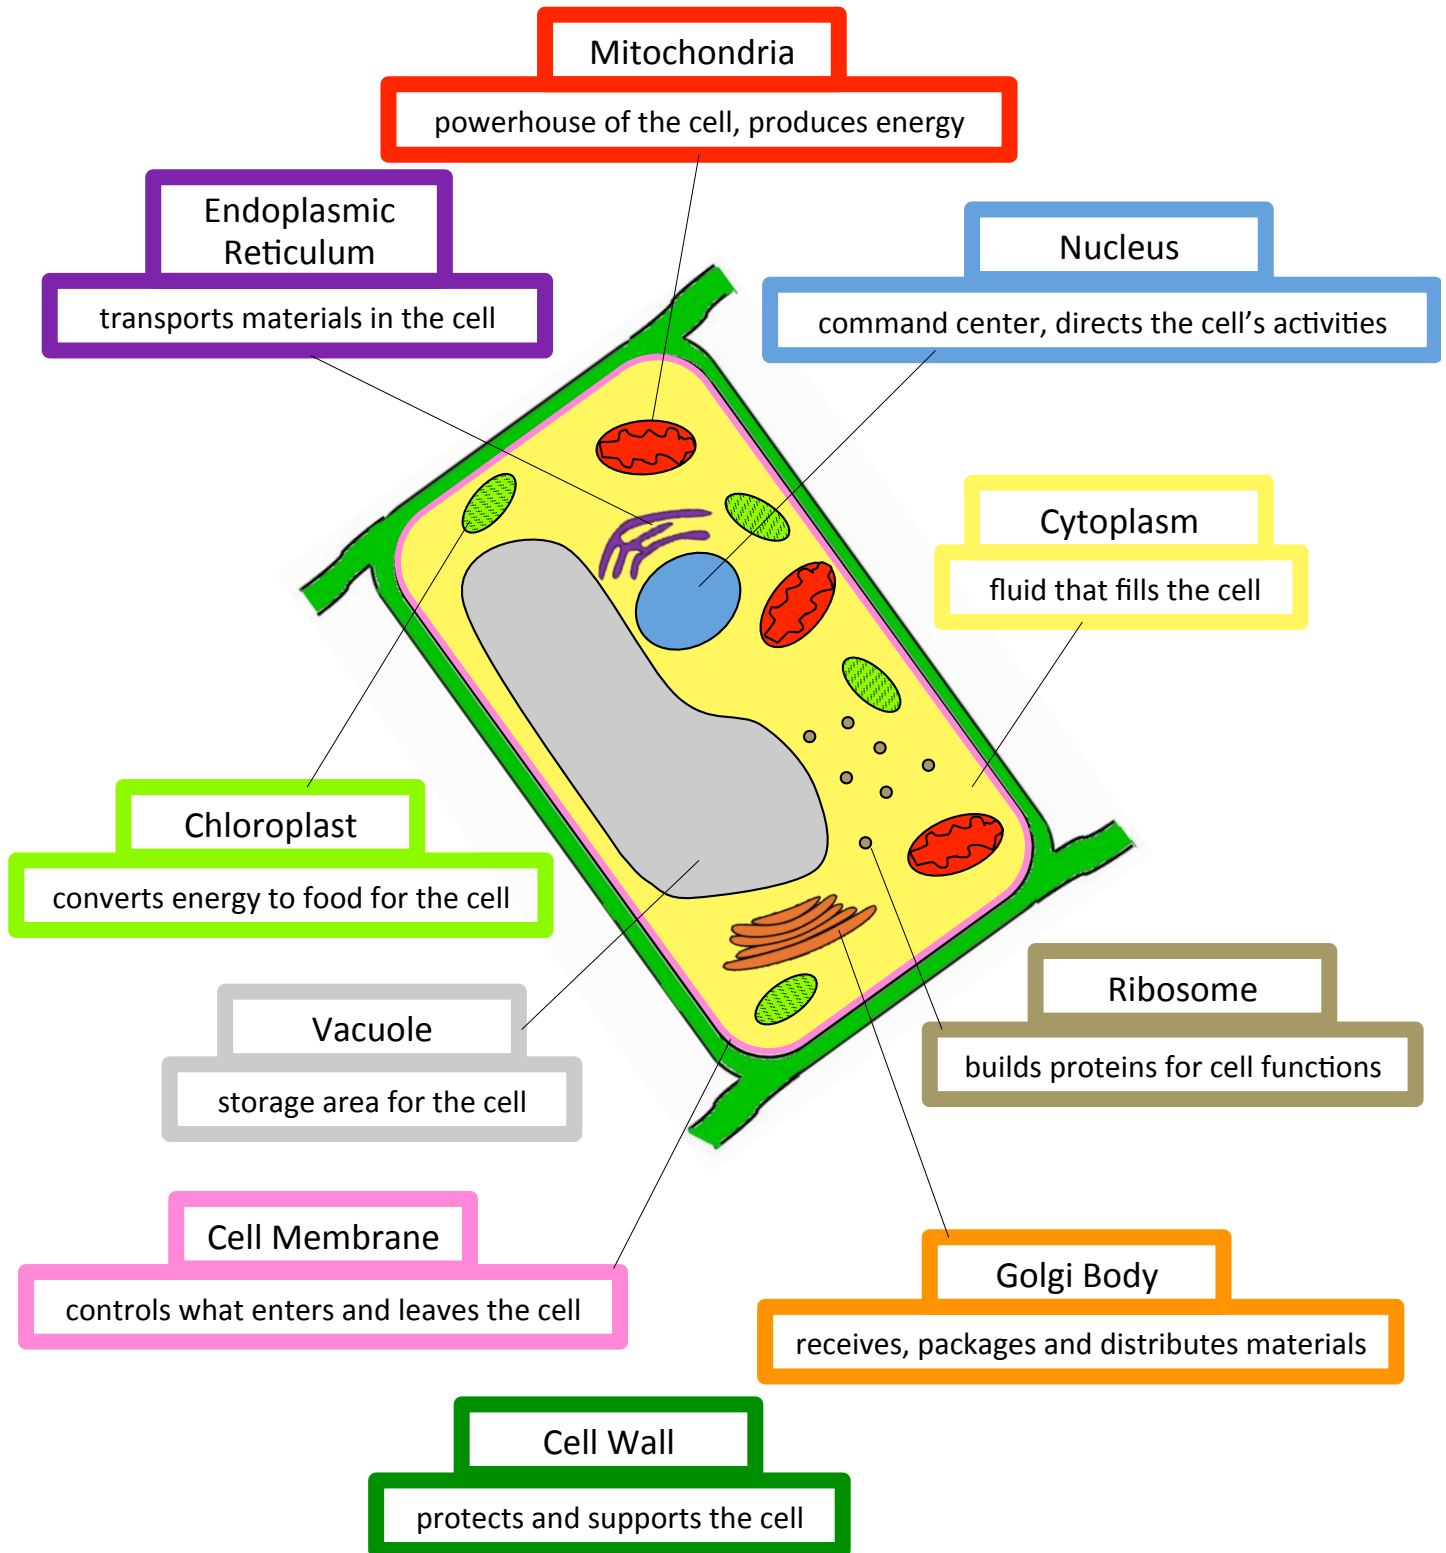 Mitochondria
powerhouse of the cell, produces energy
Endoplasmic
Reticulum
transports materials in the cell
Nucleus
command center, directs the cell’s activities
Cytoplasm
fluid that fills the cell
Chloroplast
converts energy to food for the cell
Ribosome
builds proteins for cell functions
Vacuole
storage area for the cell
Cell Membrane
controls what enters and leaves the cell
Golgi Body
receives, packages and distributes materials
Cell Wall
protects and supports the cell